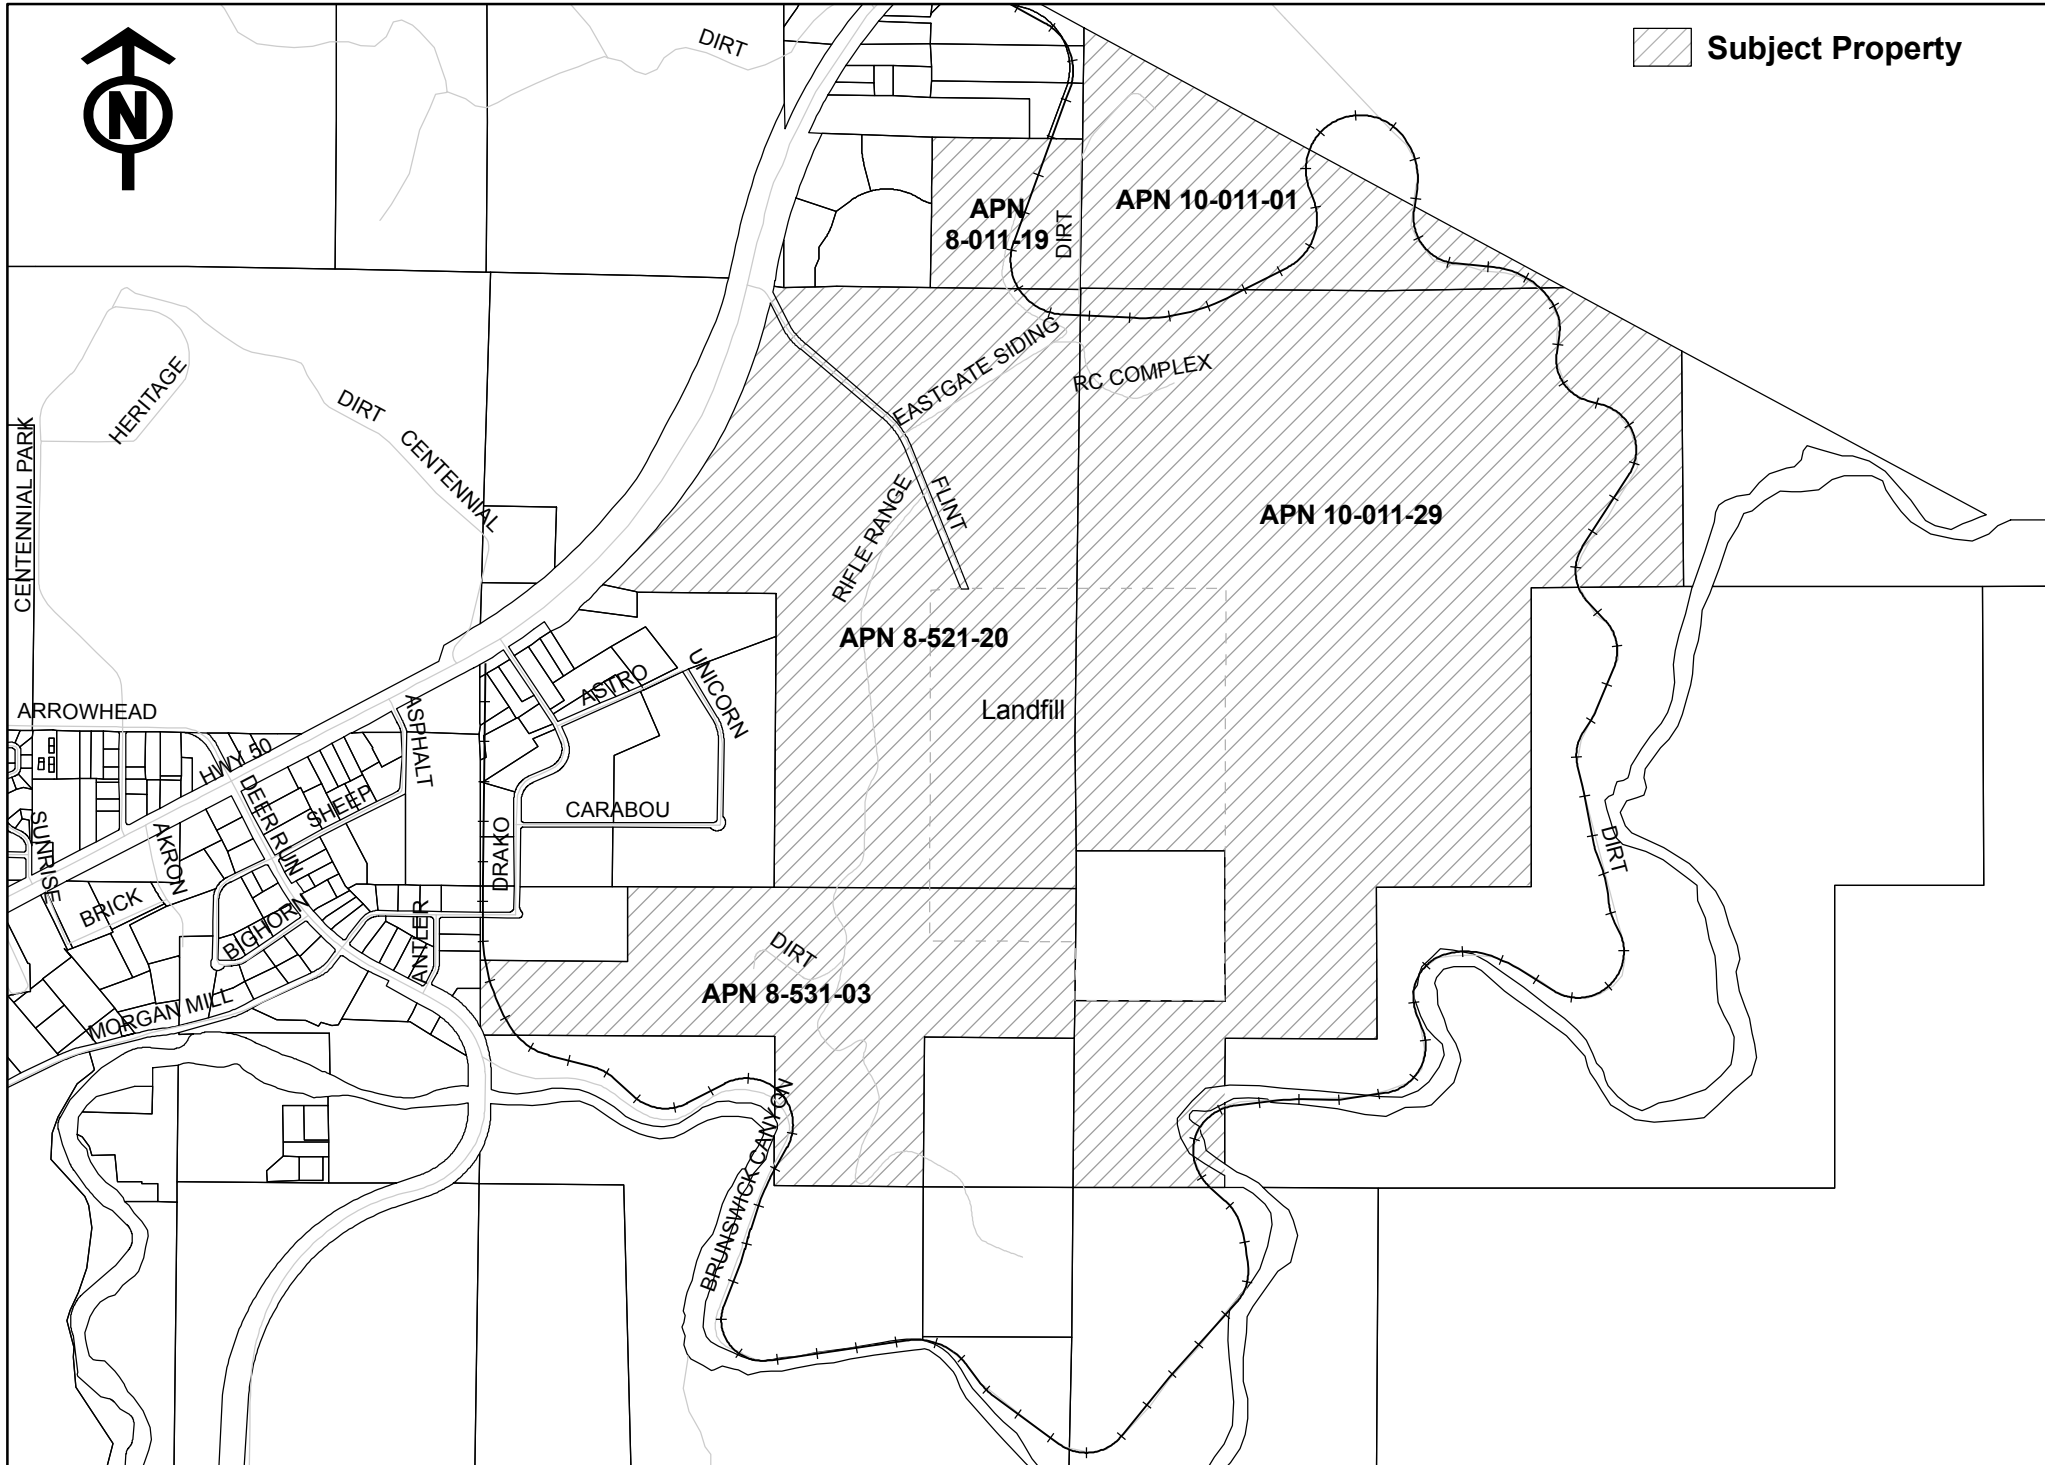 N
DIRT
Subject Property
APN
8-011-19
DIRT
APN 10-011-01
EASTGATE SIDING
RC COMPLEX
HERITAGE
DIRT
CENTENNIAL
CENTENNIAL PARK
RIFLE RANGE
FLINT
APN 10-011-29
APN 8-521-20
Landfill
ARROWHEAD
ASPHALT
ASTRO
UNICORN
HWY 50
DEER RUN
SHEEP
CARABOU
DRAKO
SUNRISE
AKRON
BRICK
BIGHORN
ANTLER
MORGAN MILL
DIRT
APN 8-531-03
DIRT
BRUNSWICK CANYON